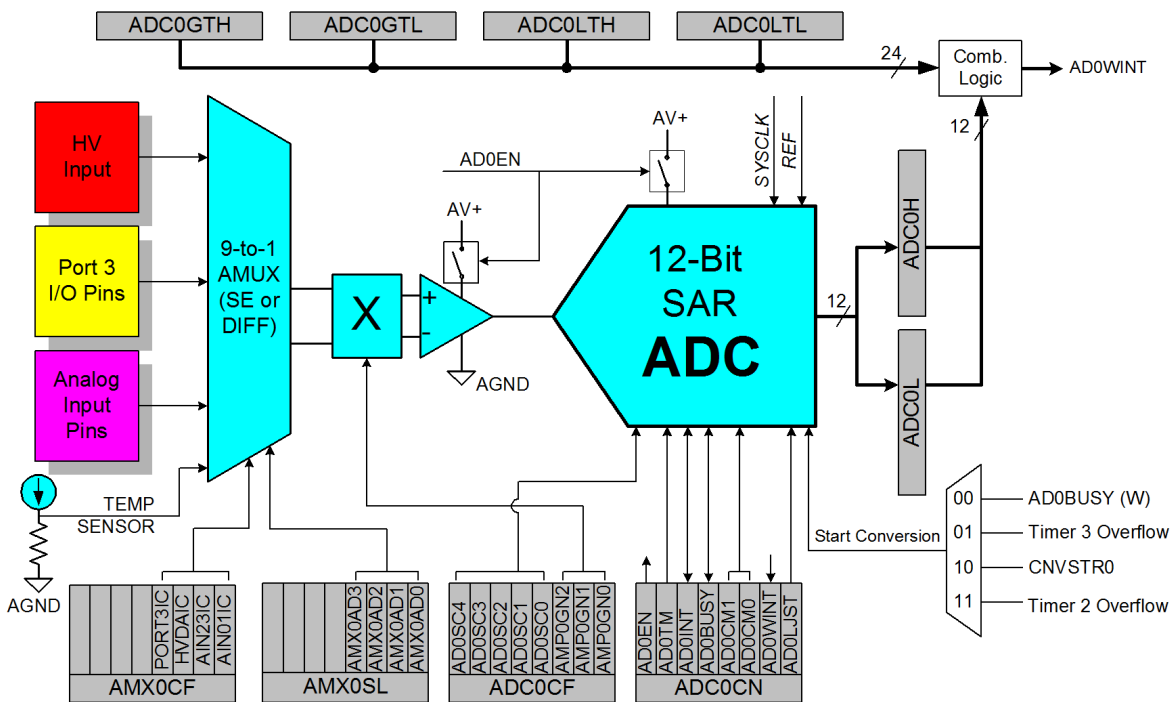 ADC0GTH
ADC0GTL
ADC0LTH
ADC0LTL
24
Comb.
Logic
AD0WINT
12
HV
Input
Port 3
I/O Pins
Analog
Input
Pins
9-to-1
AMUX
(SE or
DIFF)
AD0EN
AV+
AV+
X
+
-
AGND
SYSCLK
REF
12-Bit
SAR
ADC
12
ADC0H
ADC0L
TEMP
SENSOR
AGND
Start Conversion
00
AD0BUSY (W)
01
Timer 3 Overflow
10
CNVSTR0
11
Timer 2 Overflow
PORT3IC
HVDAIC
AIN23IC
AIN01IC
AMX0CF
AMX0AD3
AMX0AD2
AMX0AD1
AMX0AD0
AMX0SL
AD0SC4
AD0SC3
AD0SC2
AD0SC1
AD0SC0
AMP0GN2
AMP0GN1
AMP0GN0
ADC0CF
AD0EN
AD0TM
AD0INT
AD0BUSY
AD0CM1
AD0CM0
AD0WINT
AD0LJST
ADC0CN